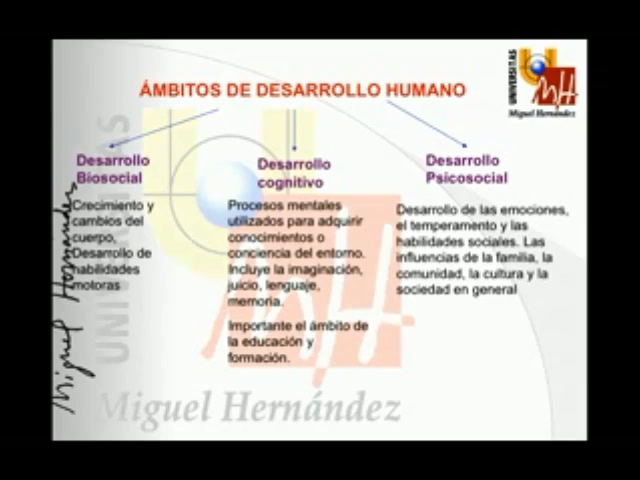 ÁMBITOS DE DESARROLLO HUMANO
UNIVERSITAS
Miguel Hernández
Desarrollo
Biosocial
Crecimiento y
cambios del
cuerpo,
Desarrollo de
habilidades
motoras
Desarrollo
cognitivo
Procesos mentales
utilizados para adquirir
conocimientos o
conciencia del entorno.
Incluye la imaginación,
juicio, lenguaje,
memoria.
Importante el ámbito de
la educación y
formación.
Desarrollo
Psicosocial
Desarrollo de las emociones,
el temperamento y las
habilidades sociales. Las
influencias de la familia, la
comunidad, la cultura y la
sociedad en general
Miguel Hernández
UNIVERSITAS
Miguel Hernández